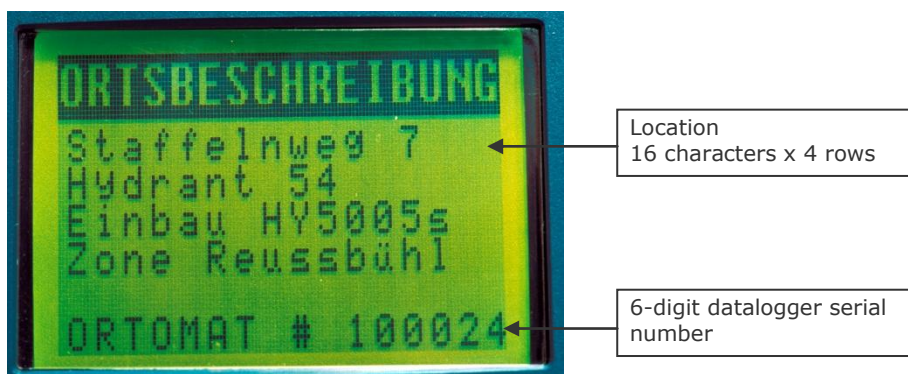 ORTSBESCHREIBUNG
Staffelnweg 7
Hydrant 54
Einbau HY5005s
Zone Reussbühl
ORTOMAT # 100024
Location
16 characters x 4 rows
6-digit datalogger serial
number